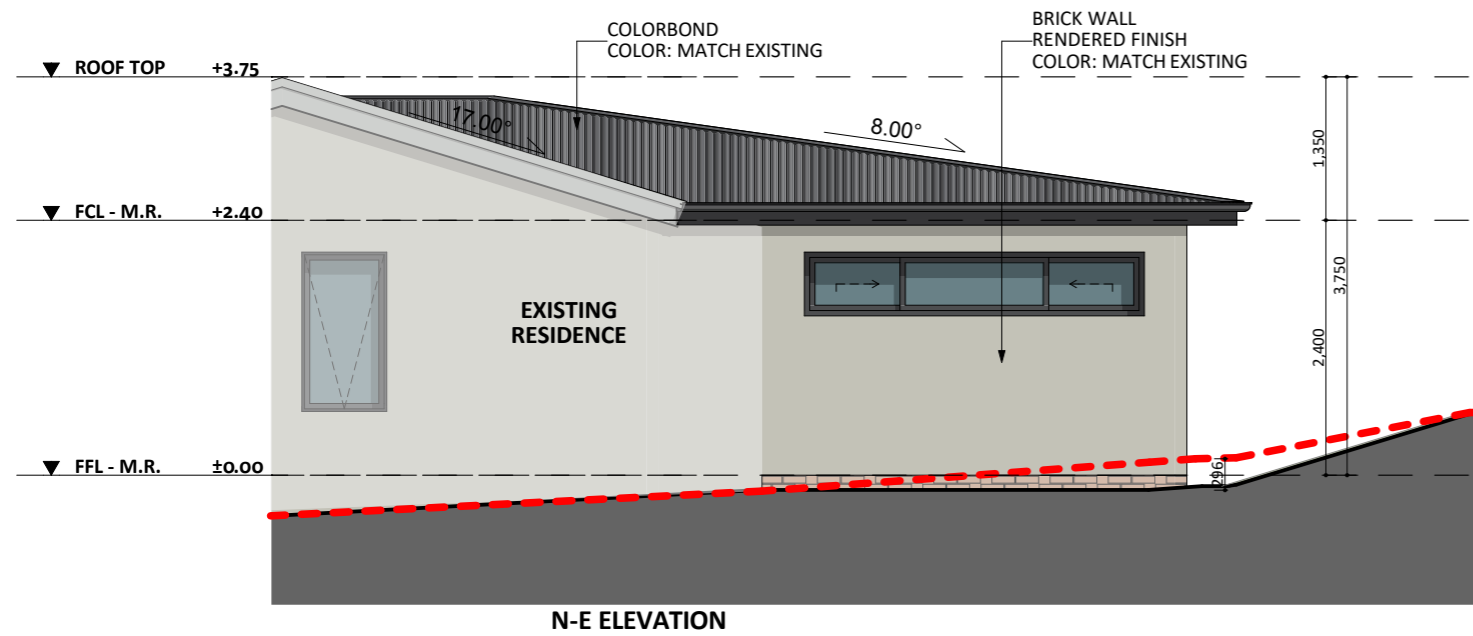 COLORBOND
COLOR: MATCH EXISTING
BRICK WALL
RENDERED FINISH
COLOR: MATCH EXISTING
ROOF TOP +3.75
17.00°
8.00°
1,350
FCL - M.R. +2.40
3,750
EXISTING
RESIDENCE
2,400
FFL - M.R. ±0.00
296
N-E ELEVATION